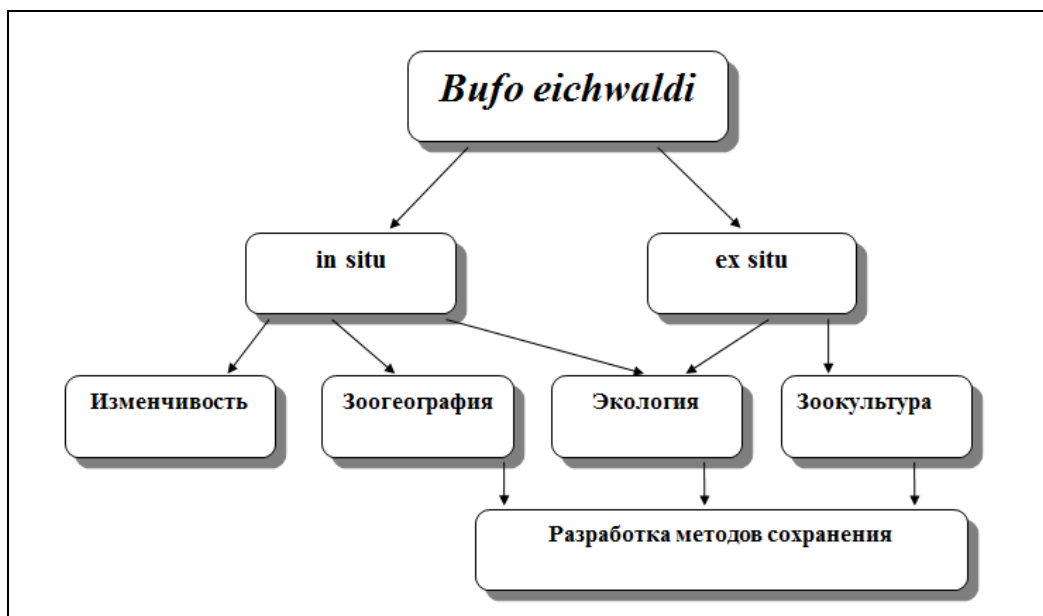 Bufo eichwaldi
in situ
ex situ
Изменчивость
Зоогеография
Экология
Зоокультура
Разработка методов сохранения